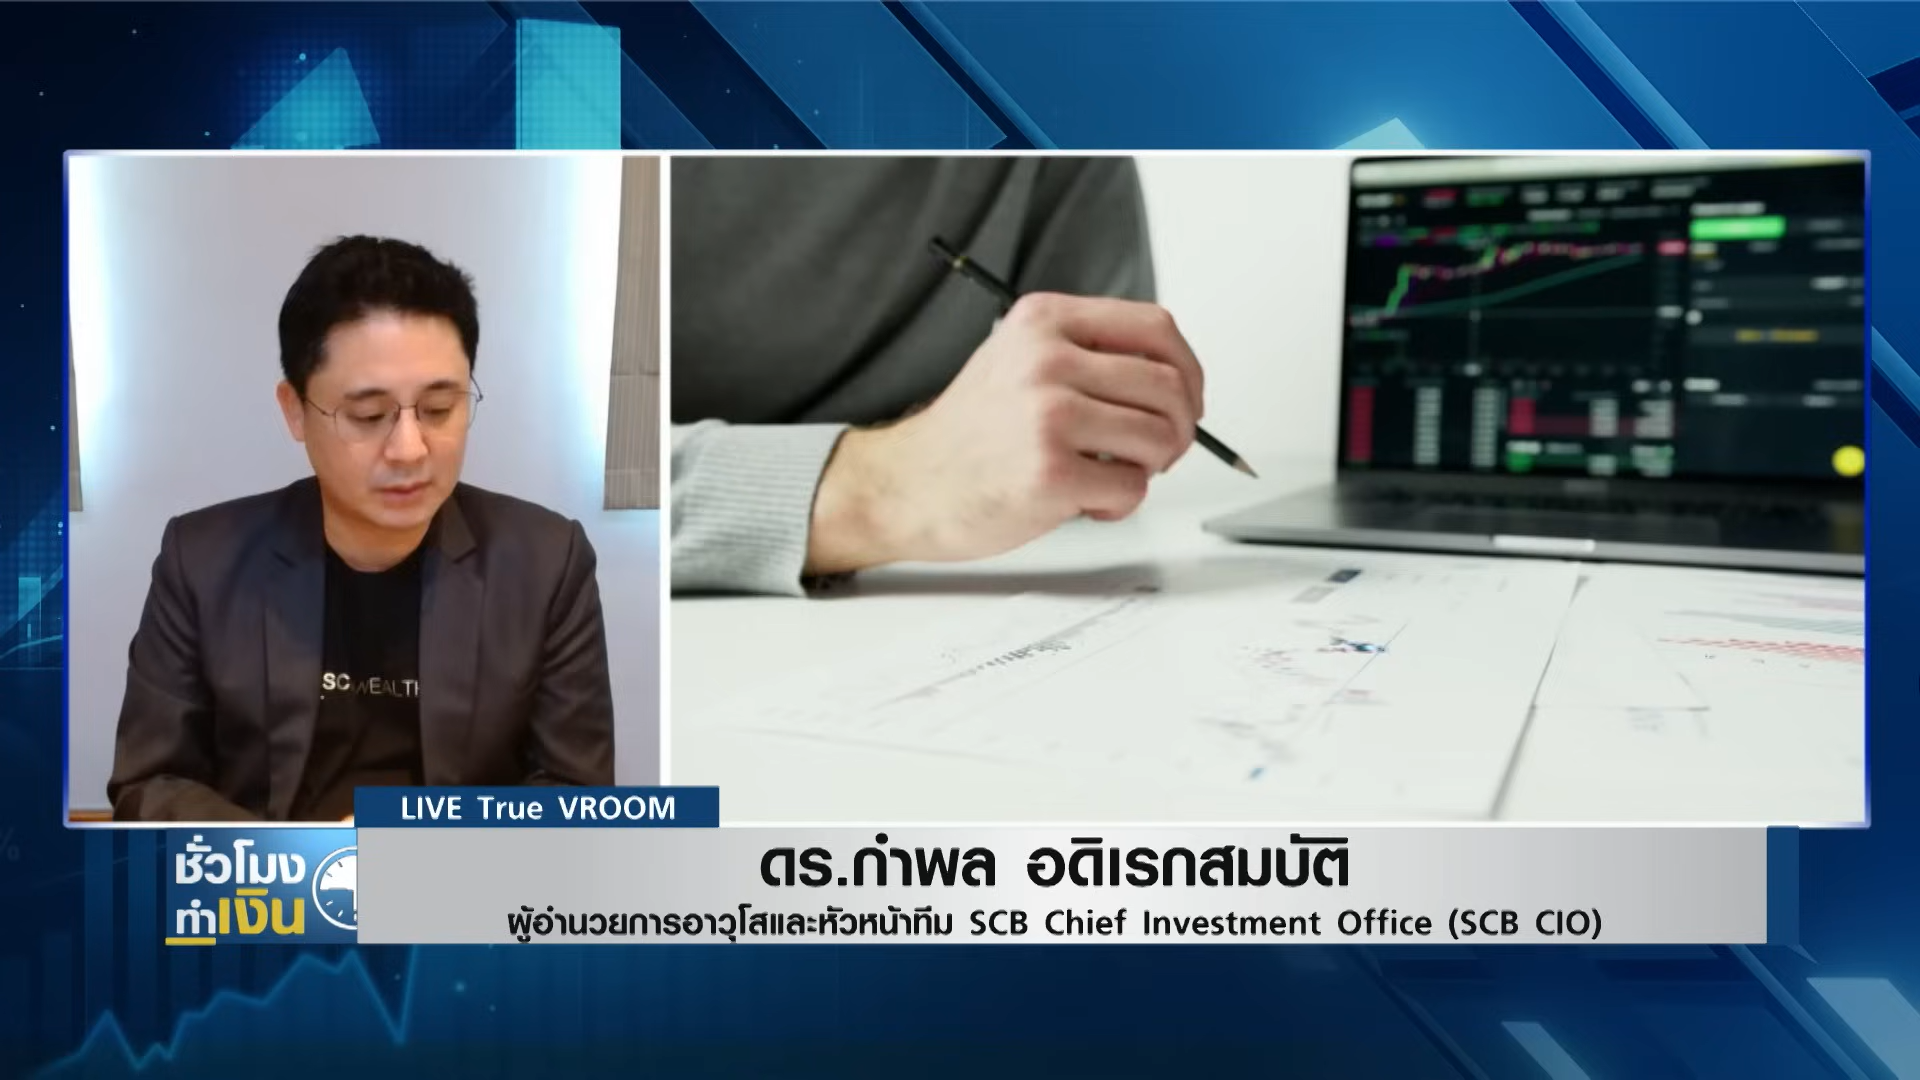 SC WEALTH
LIVE True VROOM
ชั่วโมง
ทำเงิน
ดร.กำพล อดิเรกสมบัติ
ผู้อำนวยการอาวุโสและหัวหน้าทีม SCB Chief Investment Office (SCB CIO)